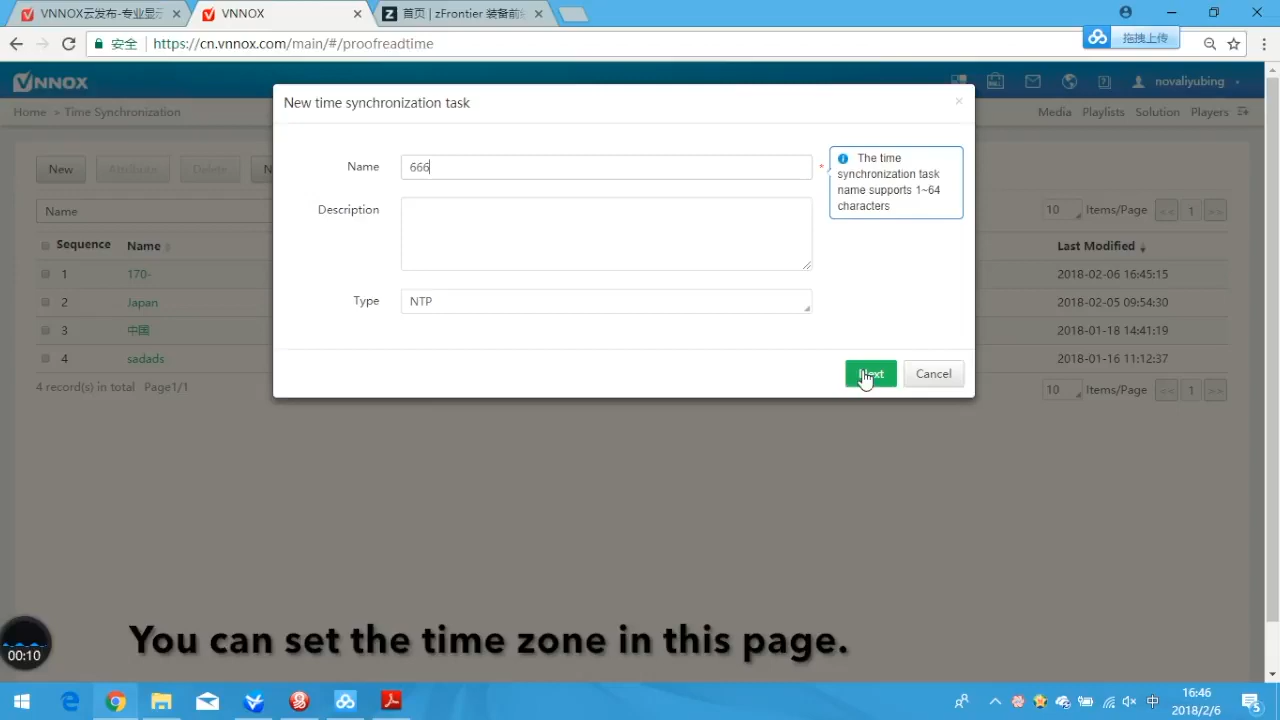 VNNOX云发布-专业显示
VNNOX
首页 | zFrontier 装备前
安全
https://cn.vnnox.com/main/#/proofreadtime
拖拽上传
VNNOX
novaliyubing
Home > Time Synchronization
Media Playlists Solution Players
New time synchronization task
New
Attribute
Delete
Name 666 *
The time
synchronization task
name supports 1~64
characters
Description
Type NTP
Next
Cancel
Name
10 Items/Page << 1 >>
Sequence Name Last Modified
1 170- 2018-02-06 16:45:15
2 Japan 2018-02-05 09:54:30
3 中国 2018-01-18 14:41:19
4 sadads 2018-01-16 11:12:37
4 record(s) in total Page1/1
10 Items/Page << 1 >>
You can set the time zone in this page.
00:10
中
16:46
2018/2/6
5